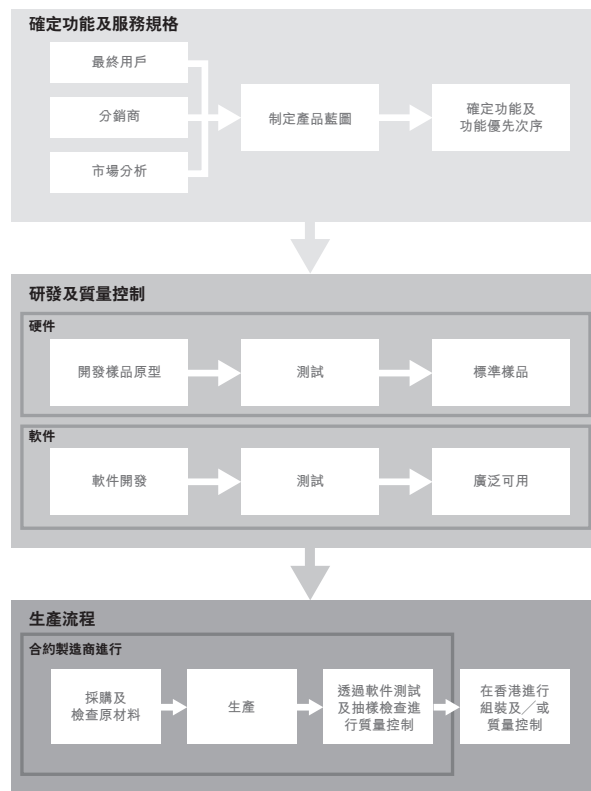 確定功能及服務規格
最終用戶
分銷商
市場分析
制定產品藍圖
確定功能及
功能優先次序
研發及質量控制
硬件
開發樣品原型
測試
標準樣品
軟件
軟件開發
測試
廣泛可用
生產流程
合約製造商進行
採購及
檢查原材料
生產
透過軟件測試
及抽樣檢查進
行質量控制
在香港進行
組裝及╱或
質量控制